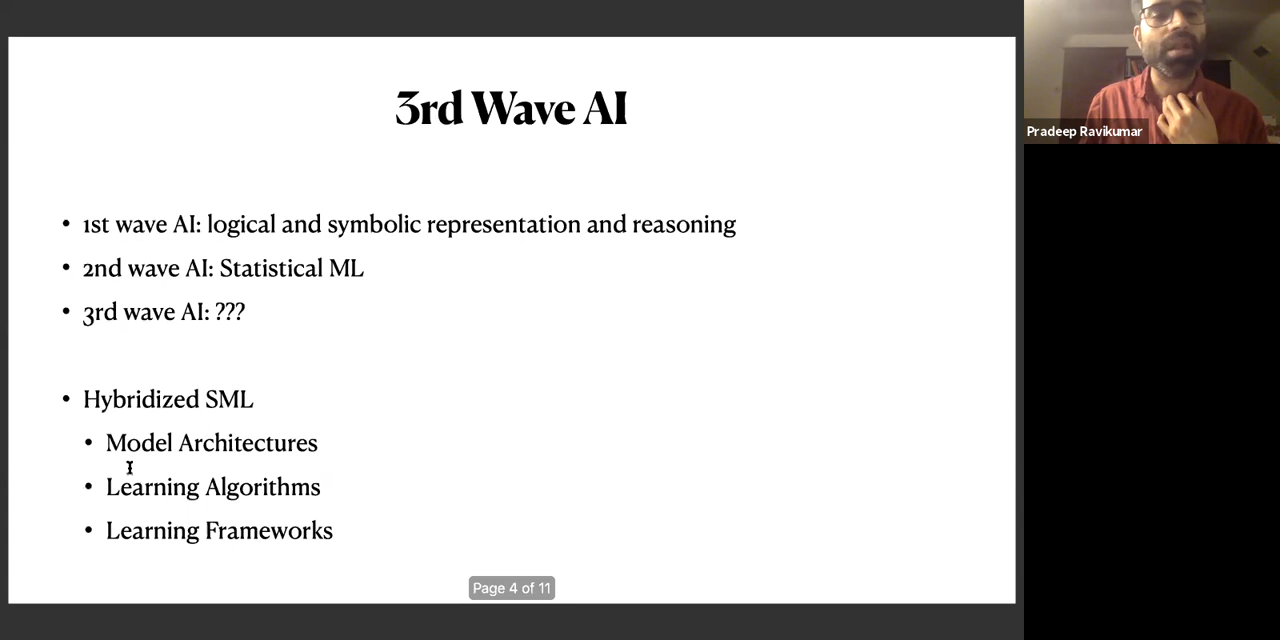 3rd Wave AI
• 1st wave AI: logical and symbolic representation and reasoning
• 2nd wave AI: Statistical ML
• 3rd wave AI: ???
• Hybridized SML
• Model Architectures
• Learning Algorithms
• Learning Frameworks
Page 4 of 11
Pradeep Ravikumar